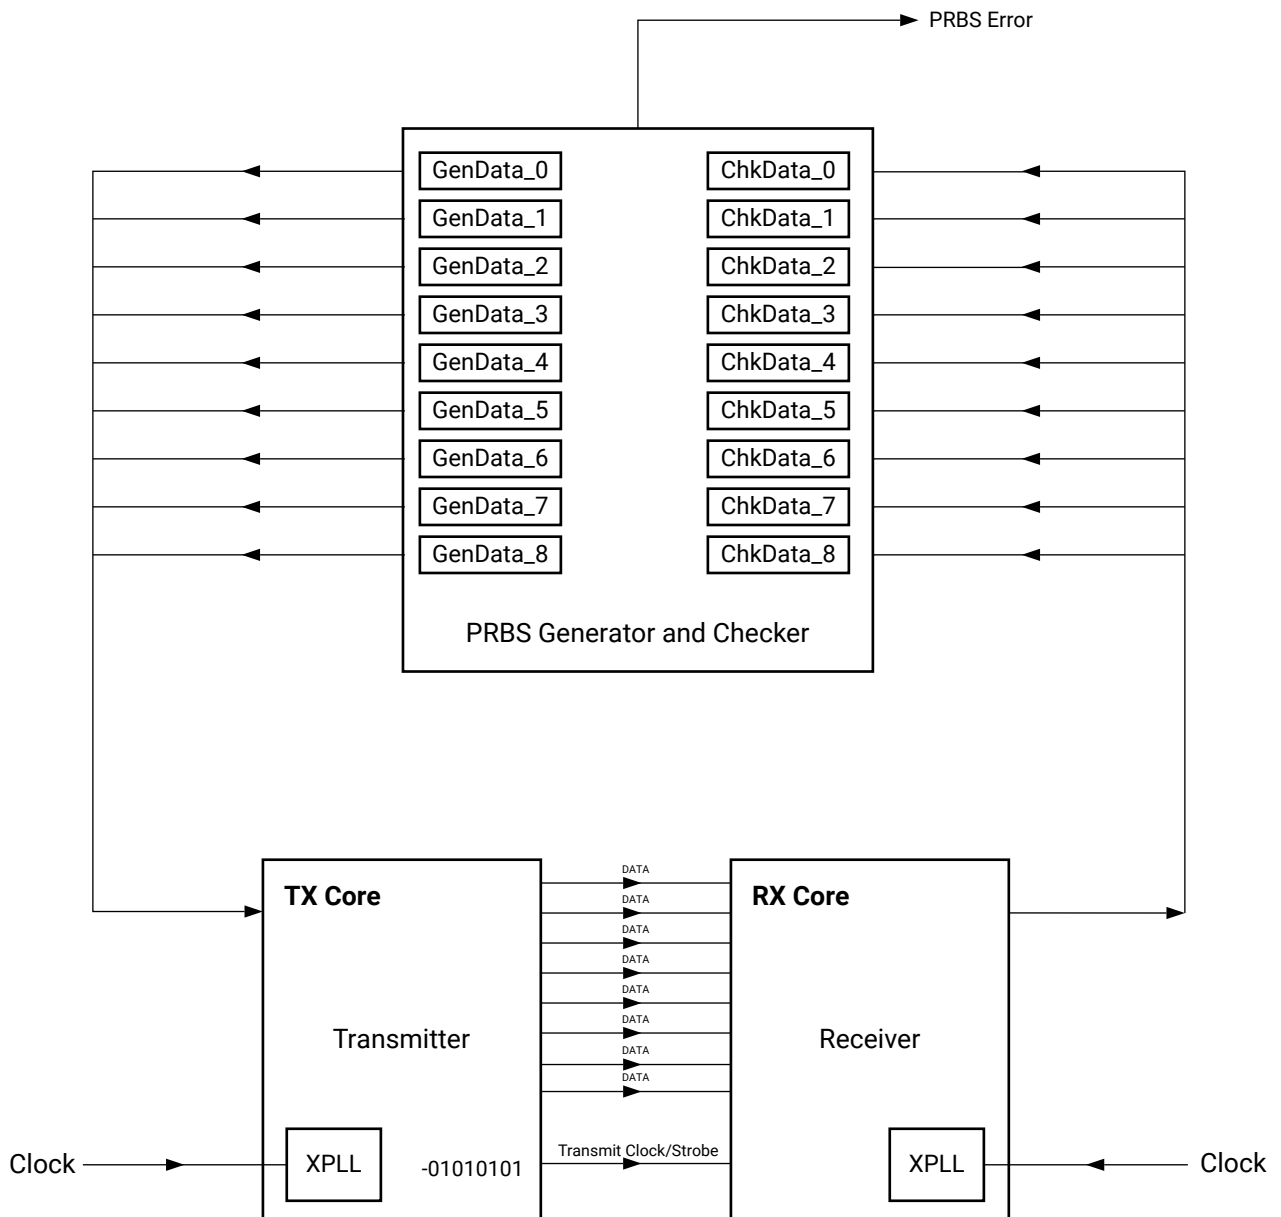 PRBS Error
GenData_0 ChkData_0
GenData_1 ChkData_1
GenData_2 ChkData_2
GenData_3 ChkData_3
GenData_4 ChkData_4
GenData_5 ChkData_5
GenData_6 ChkData_6
GenData_7 ChkData_7
GenData_8 ChkData_8
PRBS Generator and Checker
DATA
TX Core RX Core
DATA
DATA
DATA
DATA
DATA
Transmitter Receiver
DATA
DATA
Transmit Clock/Strobe
Clock XPLL -01010101 XPLL Clock